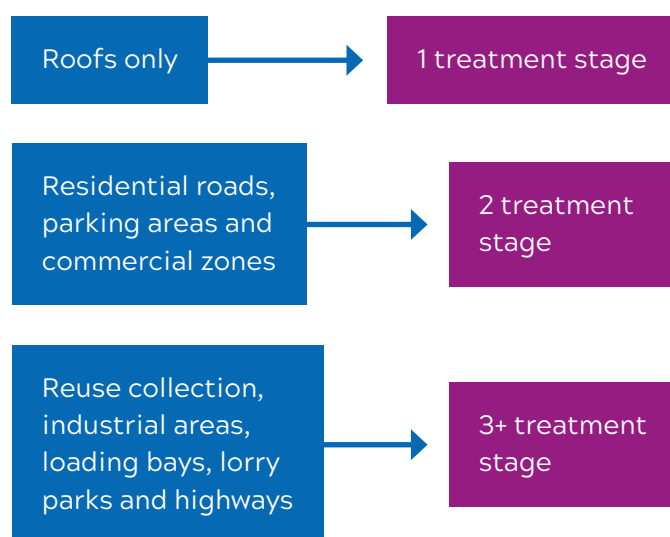 Roofs only
1 treatment stage
Residential roads,
parking areas and
commercial zones
2 treatment
stage
Reuse collection,
industrial areas,
loading bays, lorry
parks and highways
3+ treatment
stage